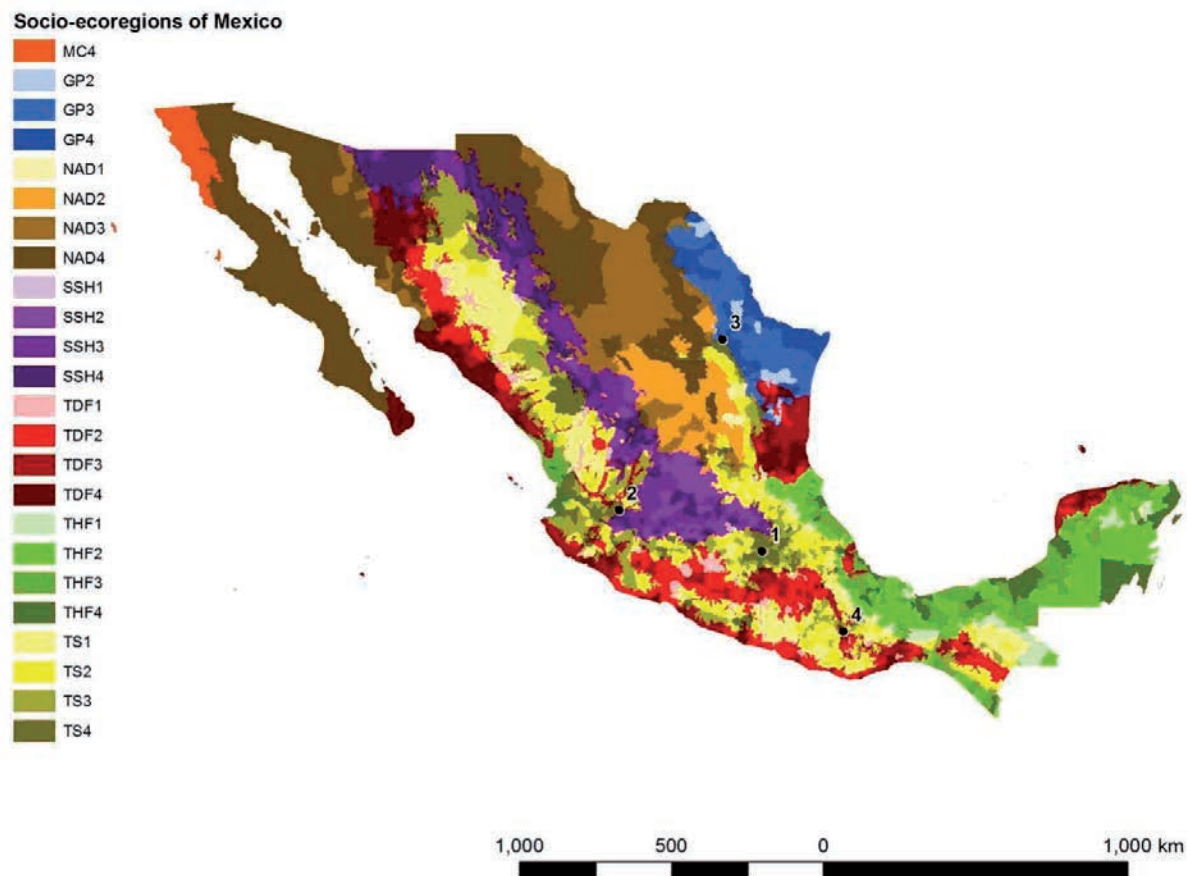 Socio-ecoregions of Mexico
MC4
GP2
GP3
GP4
NAD1
NAD2
NAD3
NAD4
SSH1
SSH2
SSH3
SSH4
TDF1
TDF2
TDF3
TDF4
THF1
THF2
THF3
THF4
TS1
TS2
TS3
TS4
3
2
1
4
1,000 500 0 1,000 km